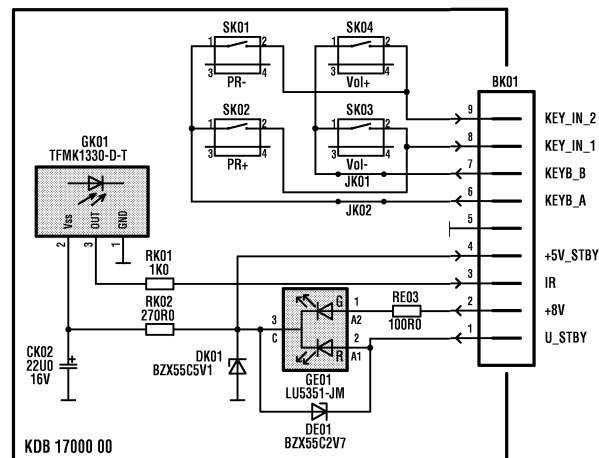 SK01
1 2
3 4
PR-
SK04
1 2
3 4
Vol+
SK02
1 2
3 4
PR+
SK03
1 2
3 4
Vol-
JK01
JK02
BK01
9 KEY_IN_2
8 KEY_IN_1
7 KEYB_B
6 KEYB_A
5
4 +5V_STBY
3 IR
2 +8V
1 U_STBY
GK01
TFMK1330-D-T
Vss OUT GND
2 3 1
RK01
1K0
RK02
270R0
CK02
22U0
16V
+
DK01
BZX55C5V1
3
C
G 1
A2
R 2
A1
GE01
LU5351-JM
RE03
100R0
DE01
BZX55C2V7
KDB 17000 00